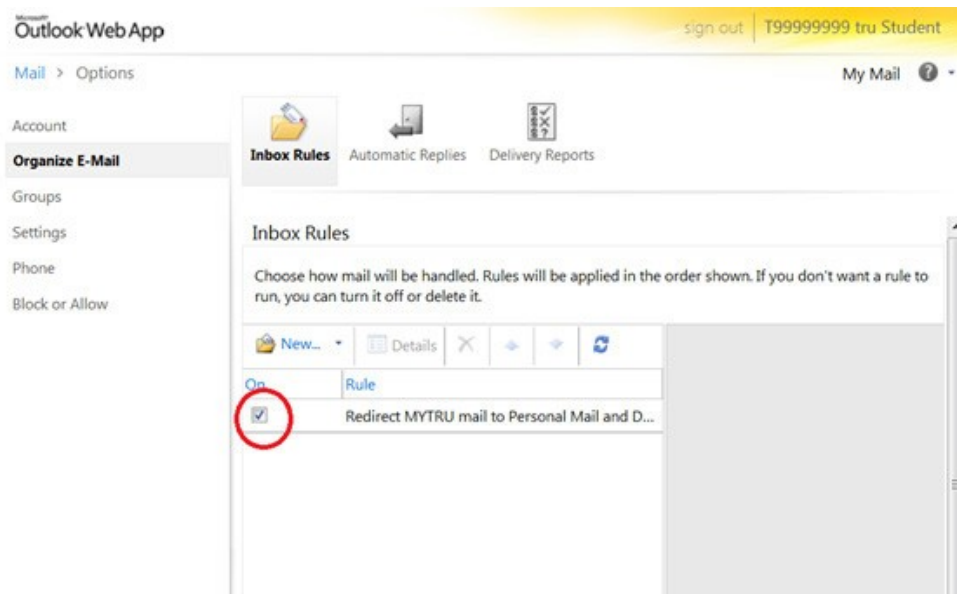 Microsoft®
Outlook Web App
sign out T99999999 tru Student
Mail > Options
My Mail ?
Account
Organize E-Mail
Groups
Settings
Phone
Block or Allow
Inbox Rules Automatic Replies Delivery Reports
Inbox Rules
Choose how mail will be handled. Rules will be applied in the order shown. If you don't want a rule to
run, you can turn it off or delete it.
New... Details
On Rule
Redirect MYTRU mail to Personal Mail and D...